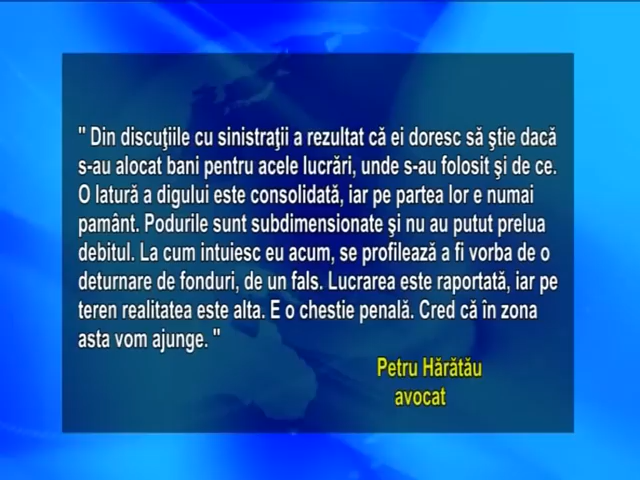 " Din discuţiile cu sinistraţii a rezultat că ei doresc să ştie dacă
s-au alocat bani pentru acele lucrări, unde s-au folosit şi de ce.
O latură a digului este consolidată, iar pe partea lor e numai
pamânt. Podurile sunt subdimensionate şi nu au putut prelua
debitul. La cum intuiesc eu acum, se profilează a fi vorba de o
deturnare de fonduri, de un fals. Lucrarea este raportată, iar pe
teren realitatea este alta. E o chestie penală. Cred că în zona
asta vom ajunge. "
Petru Hărătău
avocat